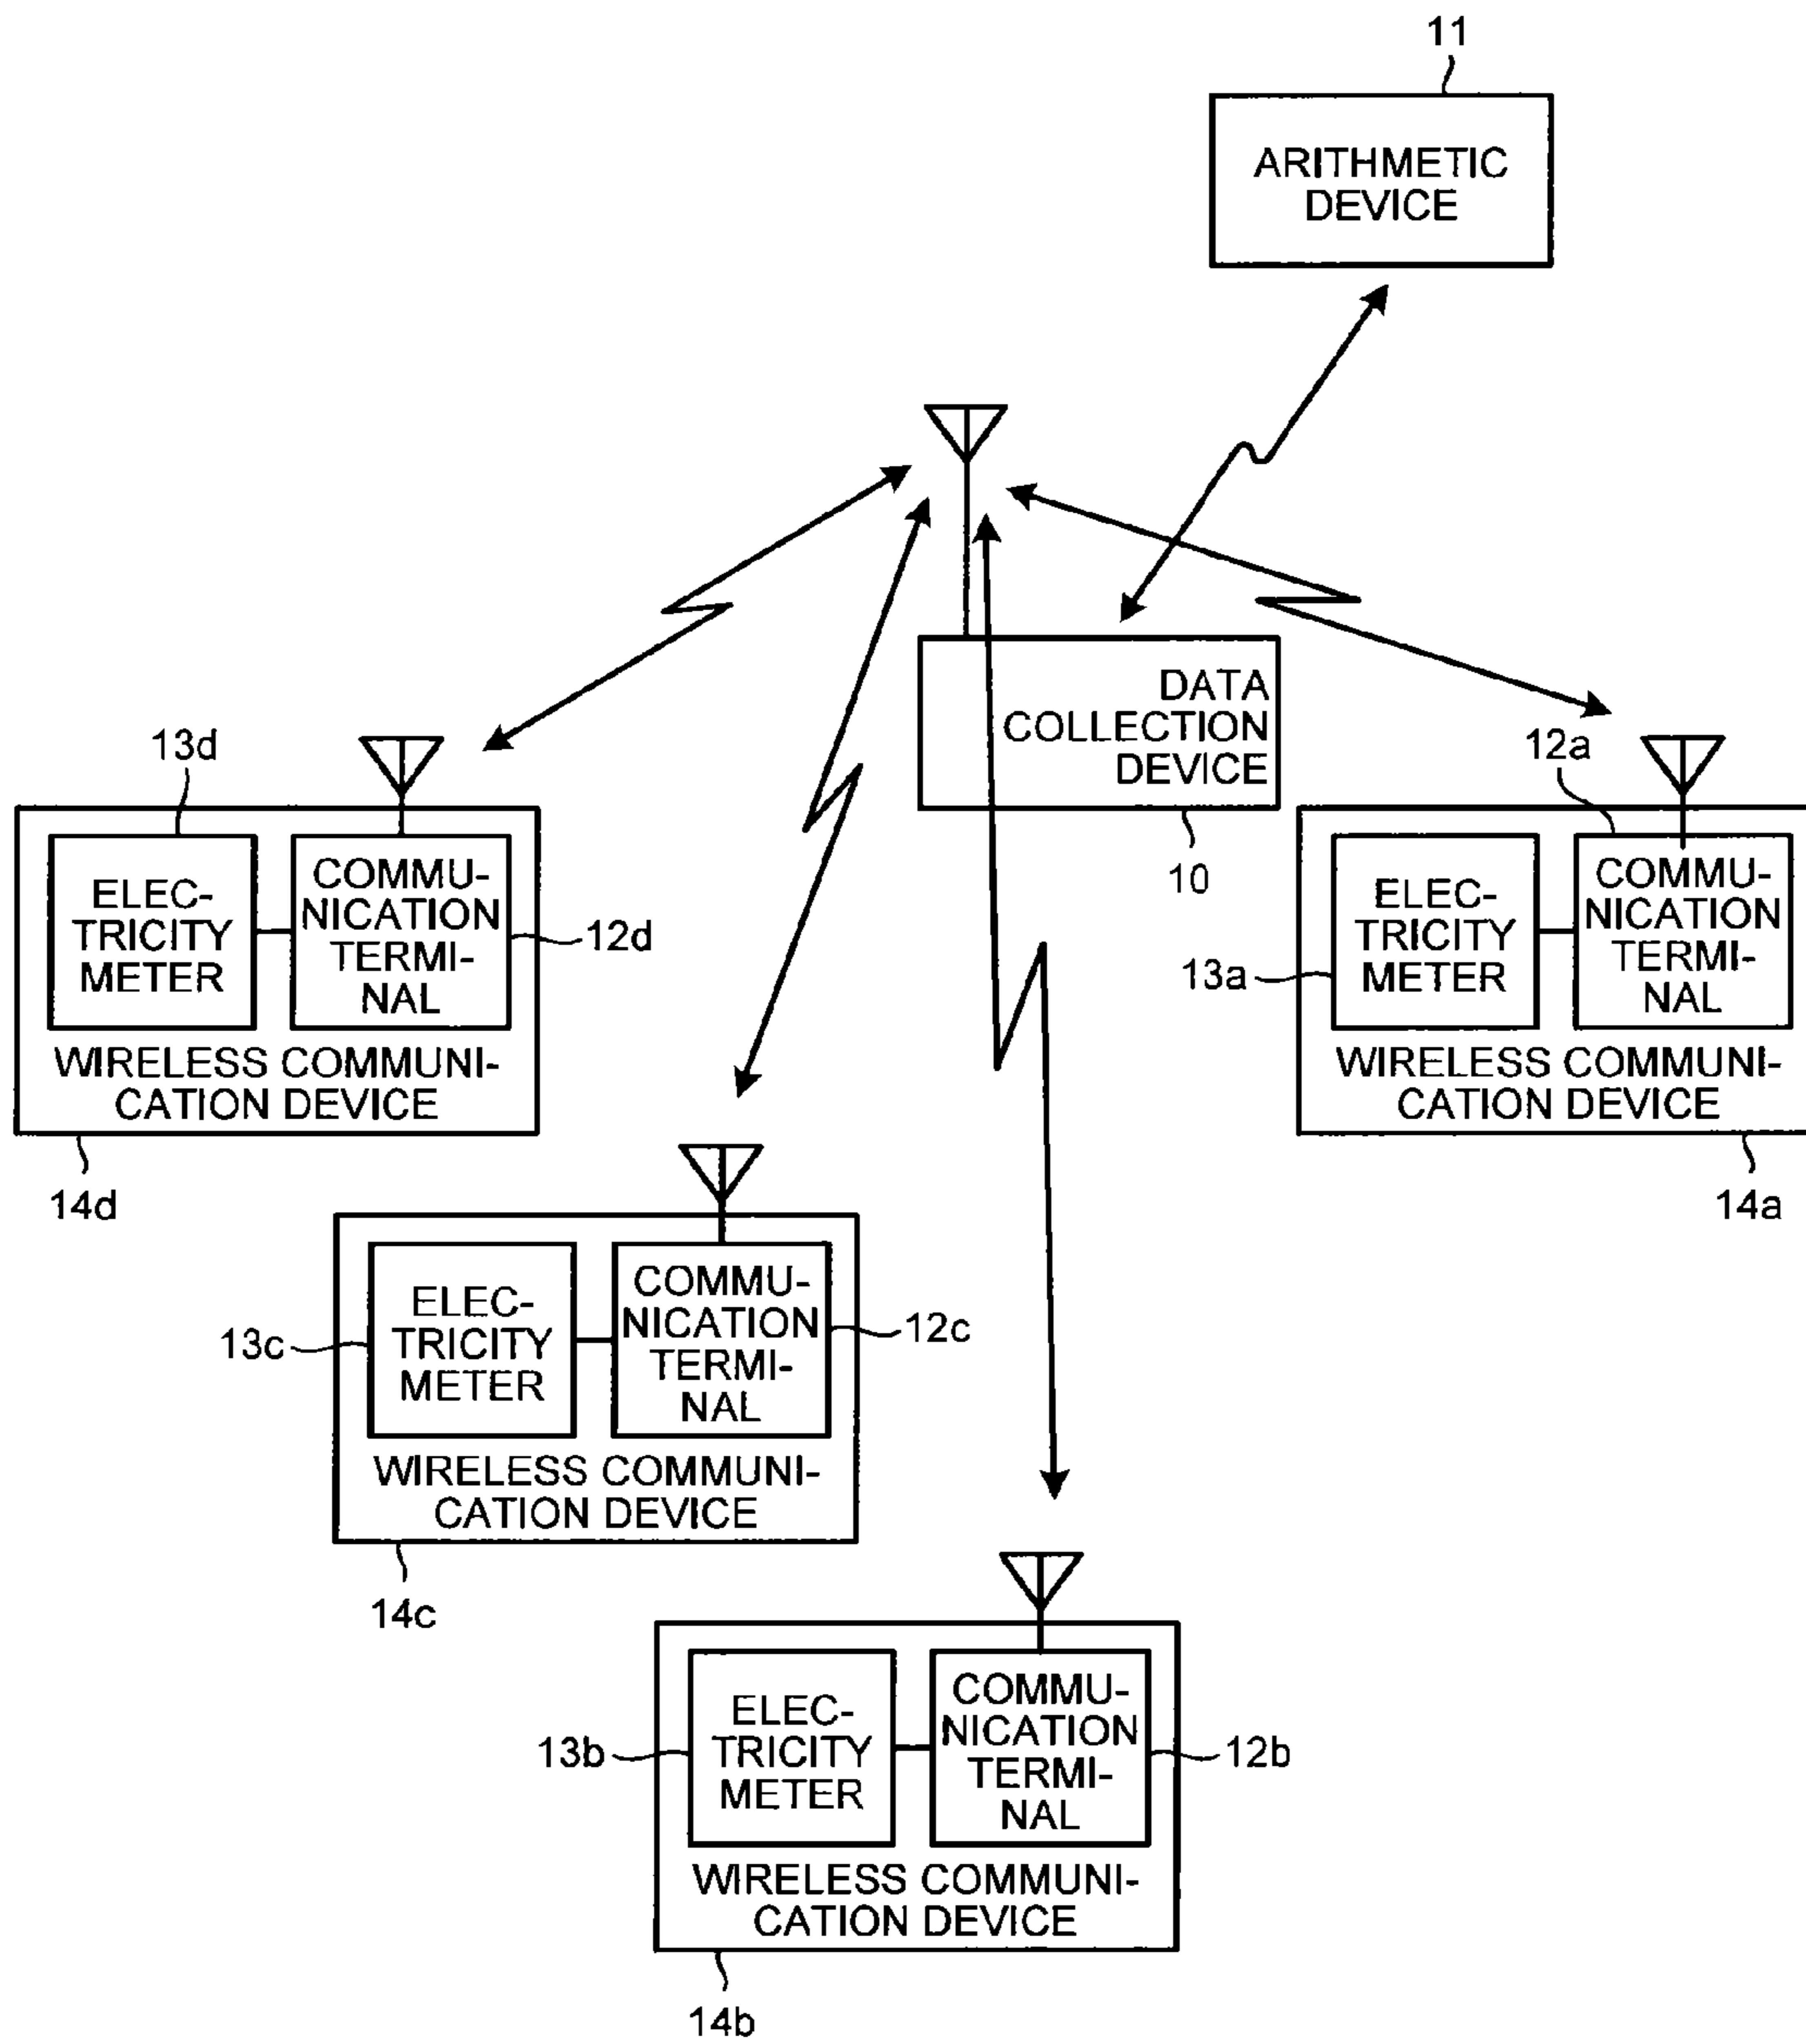 11
ARITHMETIC
DEVICE
DATA
COLLECTION
DEVICE
10
13d
ELEC-
TRICITY
METER
COMMU-
NICATION
TERMI-
NAL
12d
WIRELESS COMMUNI-
CATION DEVICE
14d
12a
13a
ELEC-
TRICITY
METER
COMMU-
NICATION
TERMI-
NAL
WIRELESS COMMUNI-
CATION DEVICE
14a
13c
ELEC-
TRICITY
METER
COMMU-
NICATION
TERMI-
NAL
12c
WIRELESS COMMUNI-
CATION DEVICE
14c
13b
ELEC-
TRICITY
METER
COMMU-
NICATION
TERMI-
NAL
12b
WIRELESS COMMUNI-
CATION DEVICE
14b